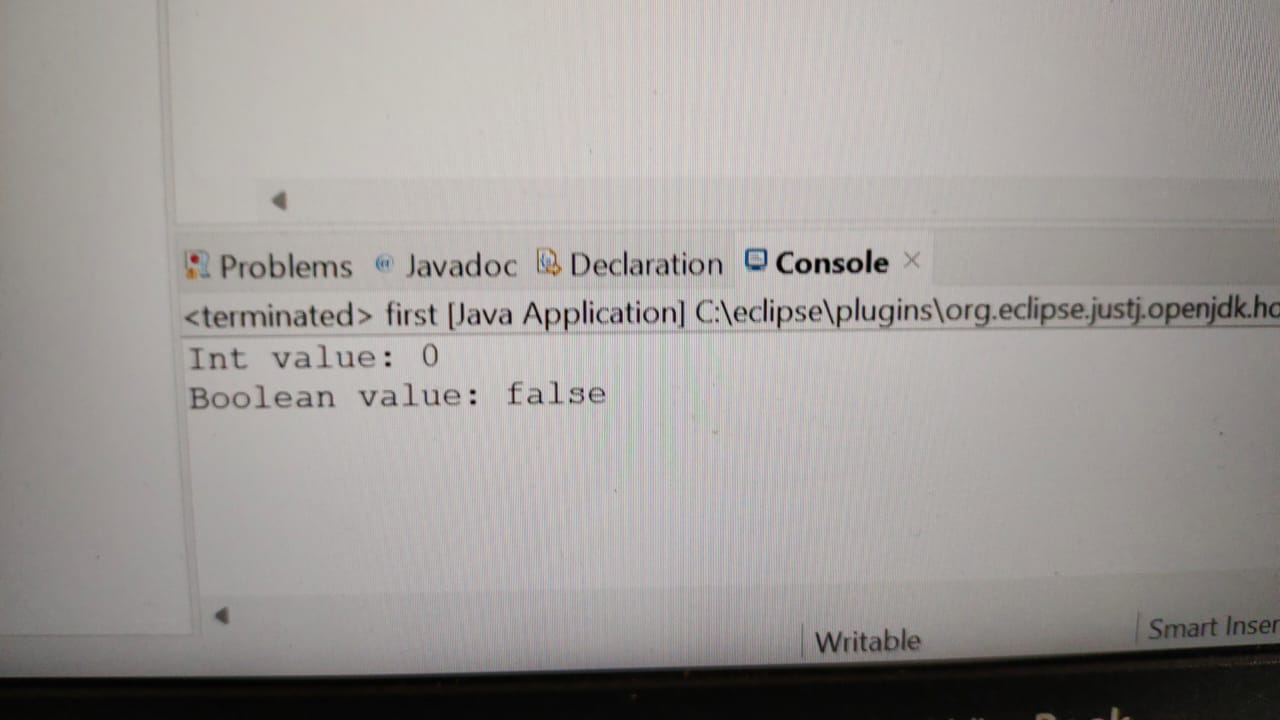 Problems @ Javadoc Declaration Console
<terminated> first [Java Application] C:\eclipse\plugins\org.eclipse.justj.openjdk.ho
Int value: 0
Boolean value: false
Writable Smart Inser